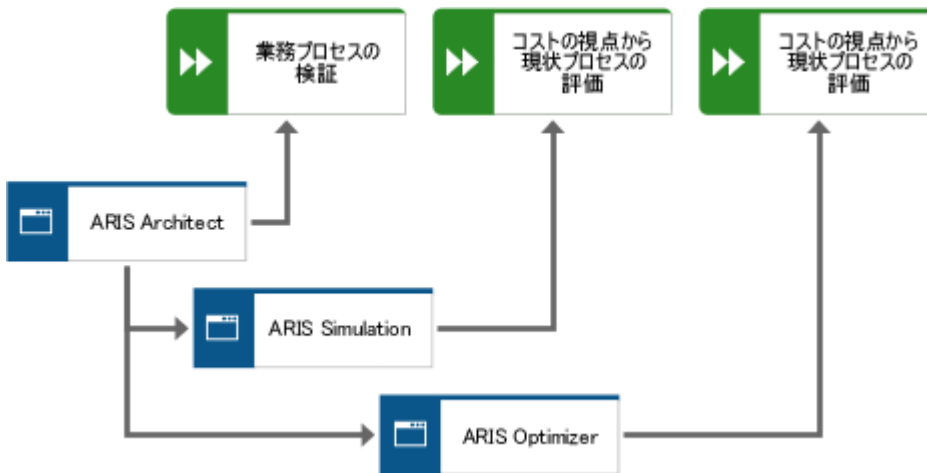 業務プロセスの
検証
コストの視点から
現状プロセスの
評価
コストの視点から
現状プロセスの
評価
ARIS Architect
ARIS Simulation
ARIS Optimizer